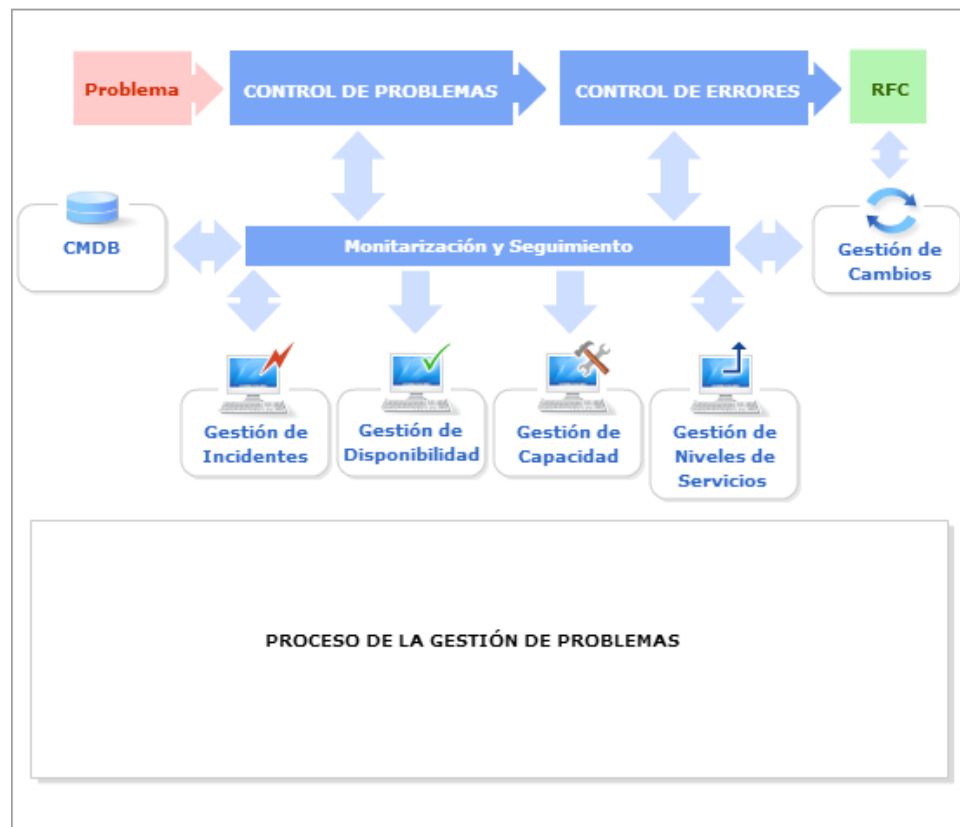 Problema
CONTROL DE PROBLEMAS
CONTROL DE ERRORES
RFC
CMDB
Monitarización y Seguimiento
Gestión de
Cambios
Gestión de
Incidentes
Gestión de
Disponibilidad
Gestión de
Capacidad
Gestión de
Niveles de
Servicios
PROCESO DE LA GESTIÓN DE PROBLEMAS